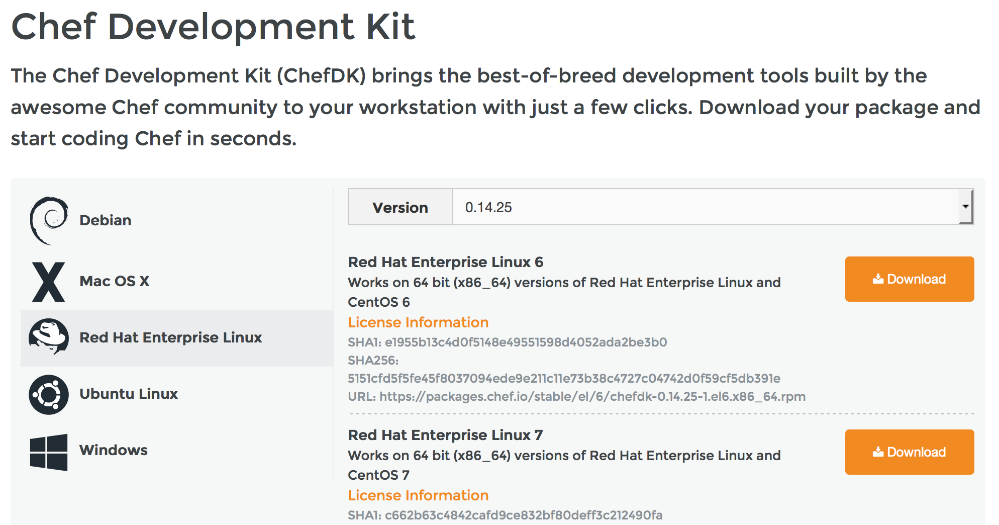 Chef Development Kit
The Chef Development Kit (ChefDK) brings the best-of-breed development tools built by the
awesome Chef community to your workstation with just a few clicks. Download your package and
start coding Chef in seconds.
Debian
Mac OS X
Red Hat Enterprise Linux
Ubuntu Linux
Windows
Version
0.14.25
Red Hat Enterprise Linux 6
Works on 64 bit (x86_64) versions of Red Hat Enterprise Linux and
CentOS 6
License Information
SHA1: e1955b13c4d0f5148e49551598d4052ada2be3b0
SHA256:
5151cfd5f5fe45f8037094ede9e211c11e73b38c4727c04742d0f59cf5db391e
URL: https://packages.chef.io/stable/el/6/chefdk-0.14.25-1.el6.x86_64.rpm
Download
Red Hat Enterprise Linux 7
Works on 64 bit (x86_64) versions of Red Hat Enterprise Linux and
CentOS 7
License Information
SHA1: c662b63c4842cafd9ce832bf80deff3c212490fa
Download